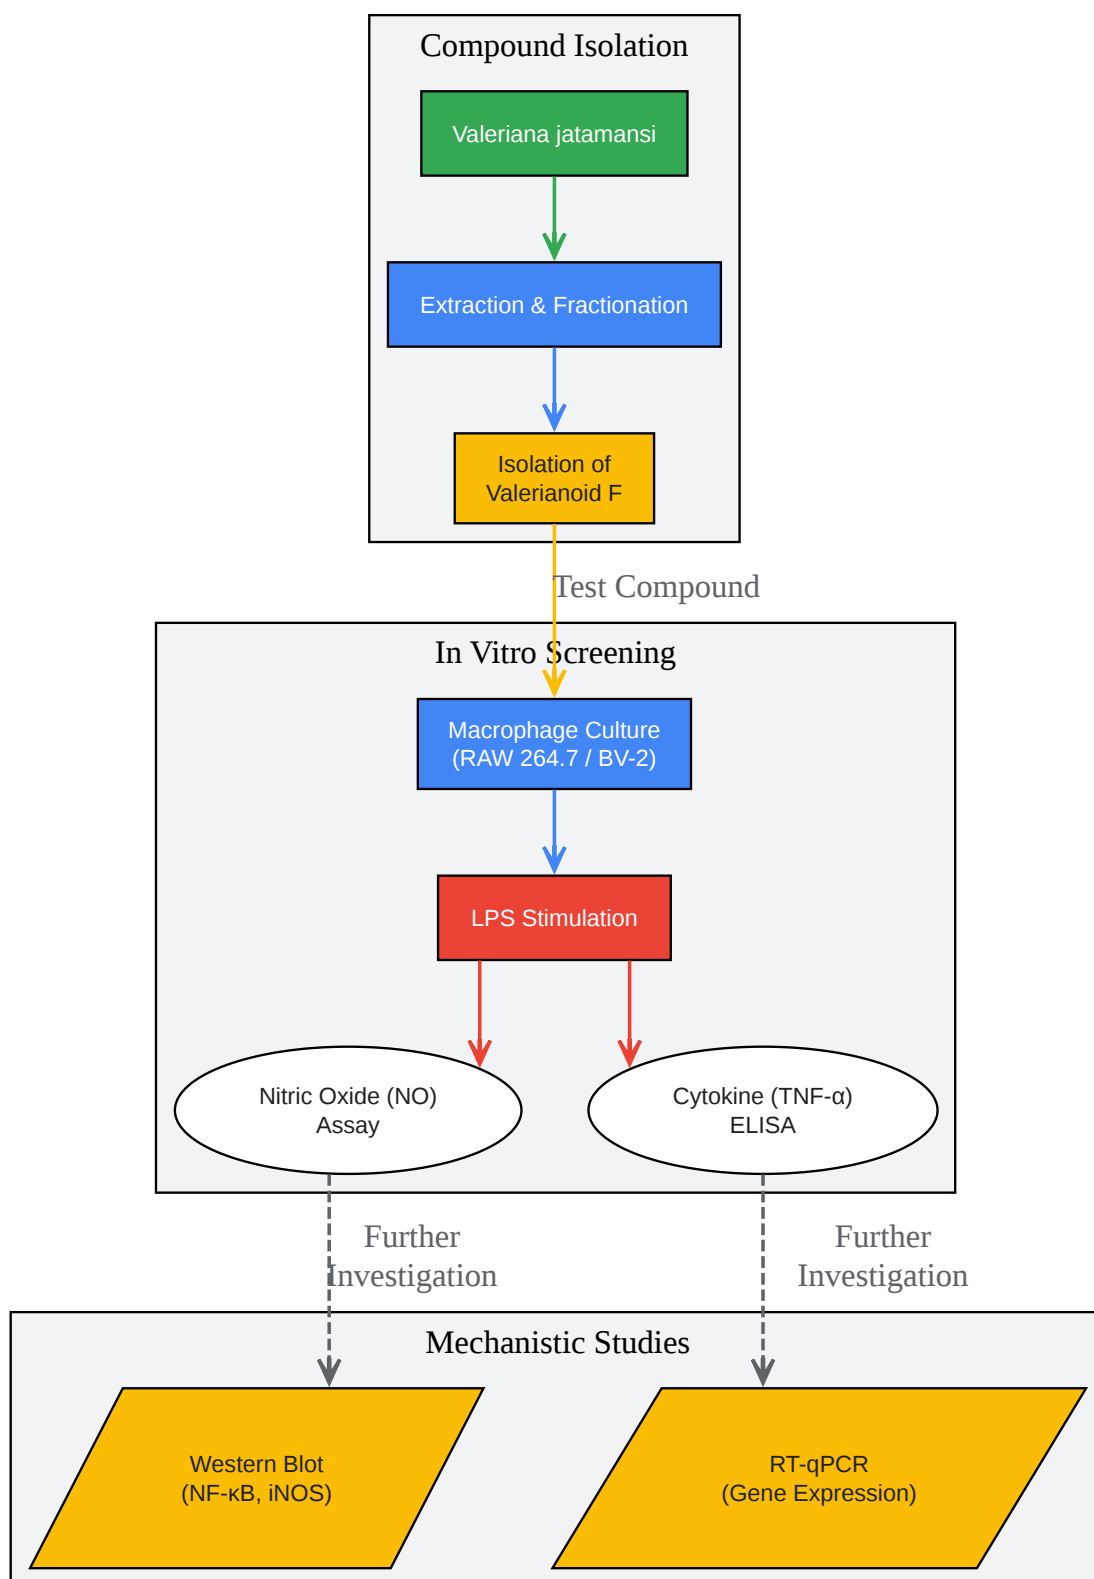 Compound Isolation
Valeriana jatamansi
Extraction & Fractionation
Isolation of
Valerianoid F
Test Compound
In Vitro Screening
Macrophage Culture
(RAW 264.7 / BV-2)
LPS Stimulation
Nitric Oxide (NO)
Assay
Cytokine (TNF-α)
ELISA
Further
Investigation
Further
Investigation
Mechanistic Studies
Western Blot
(NF-κB, iNOS)
RT-qPCR
(Gene Expression)